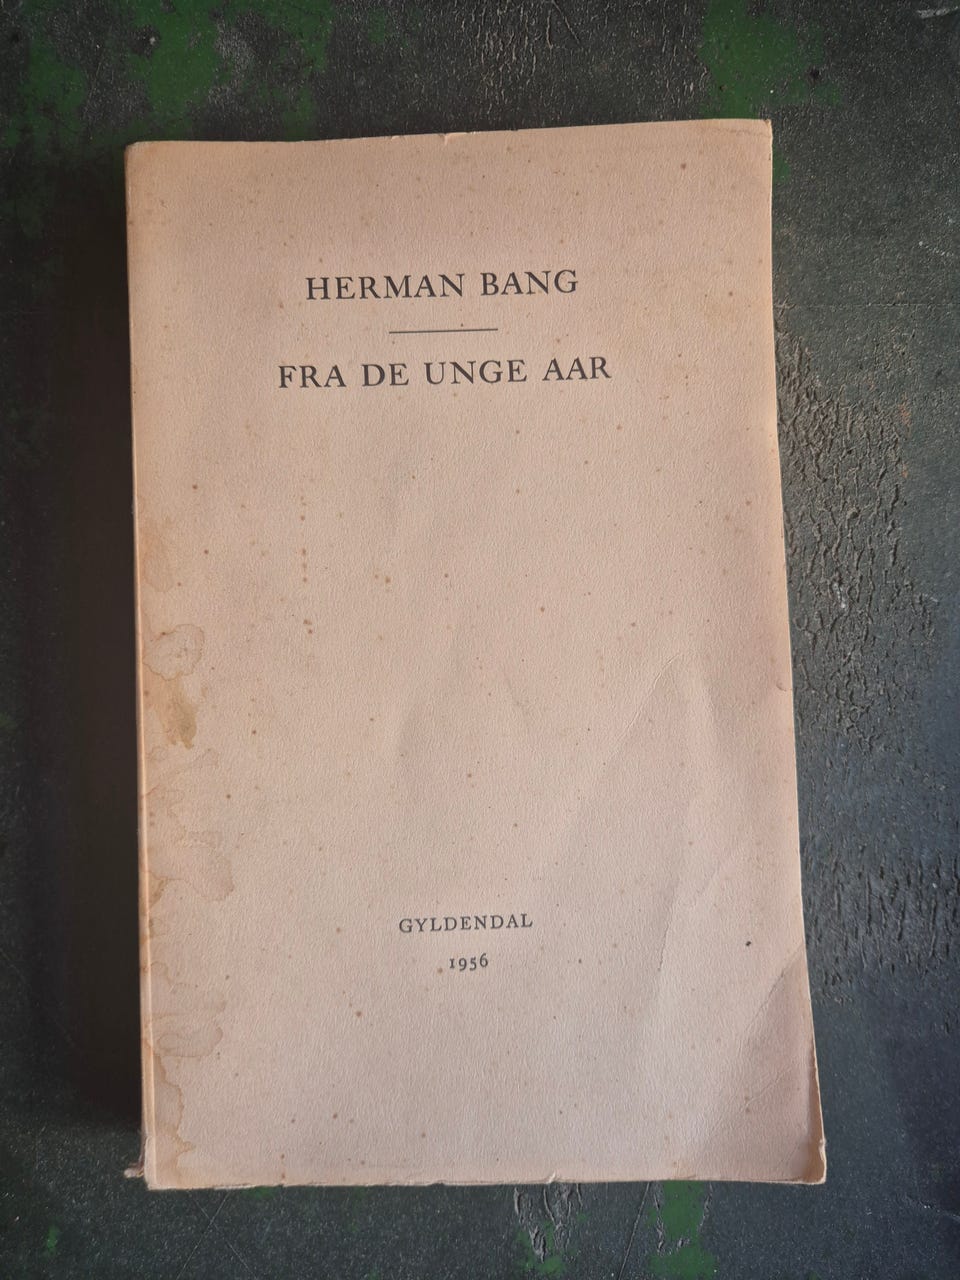 HERMAN BANG
FRA DE UNGE AAR
GYLDENDAL
1956